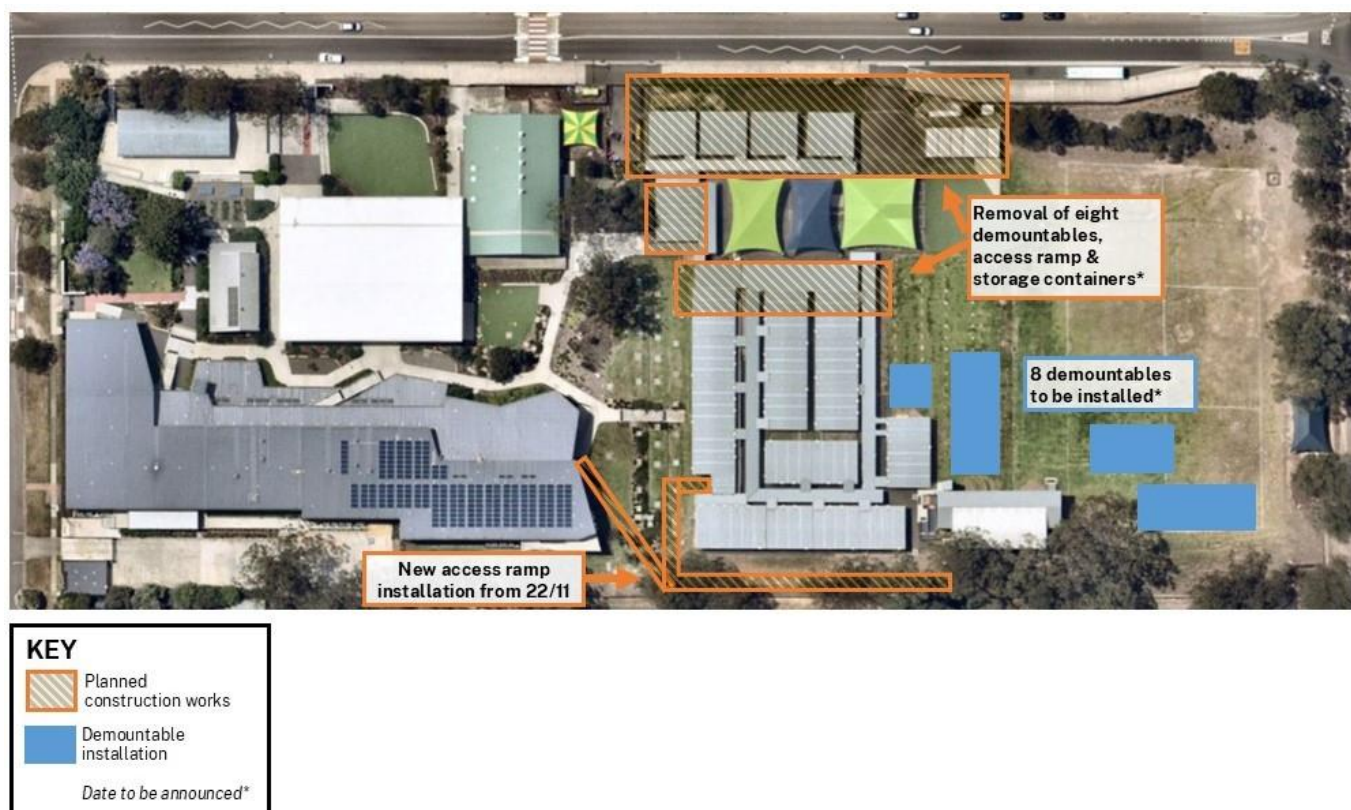 Removal of eight
demountables,
access ramp &
storage containers*
8 demountables
to be installed*
New access ramp
installation from 22/11
KEY
Planned
construction works
Demountable
installation
Date to be announced*